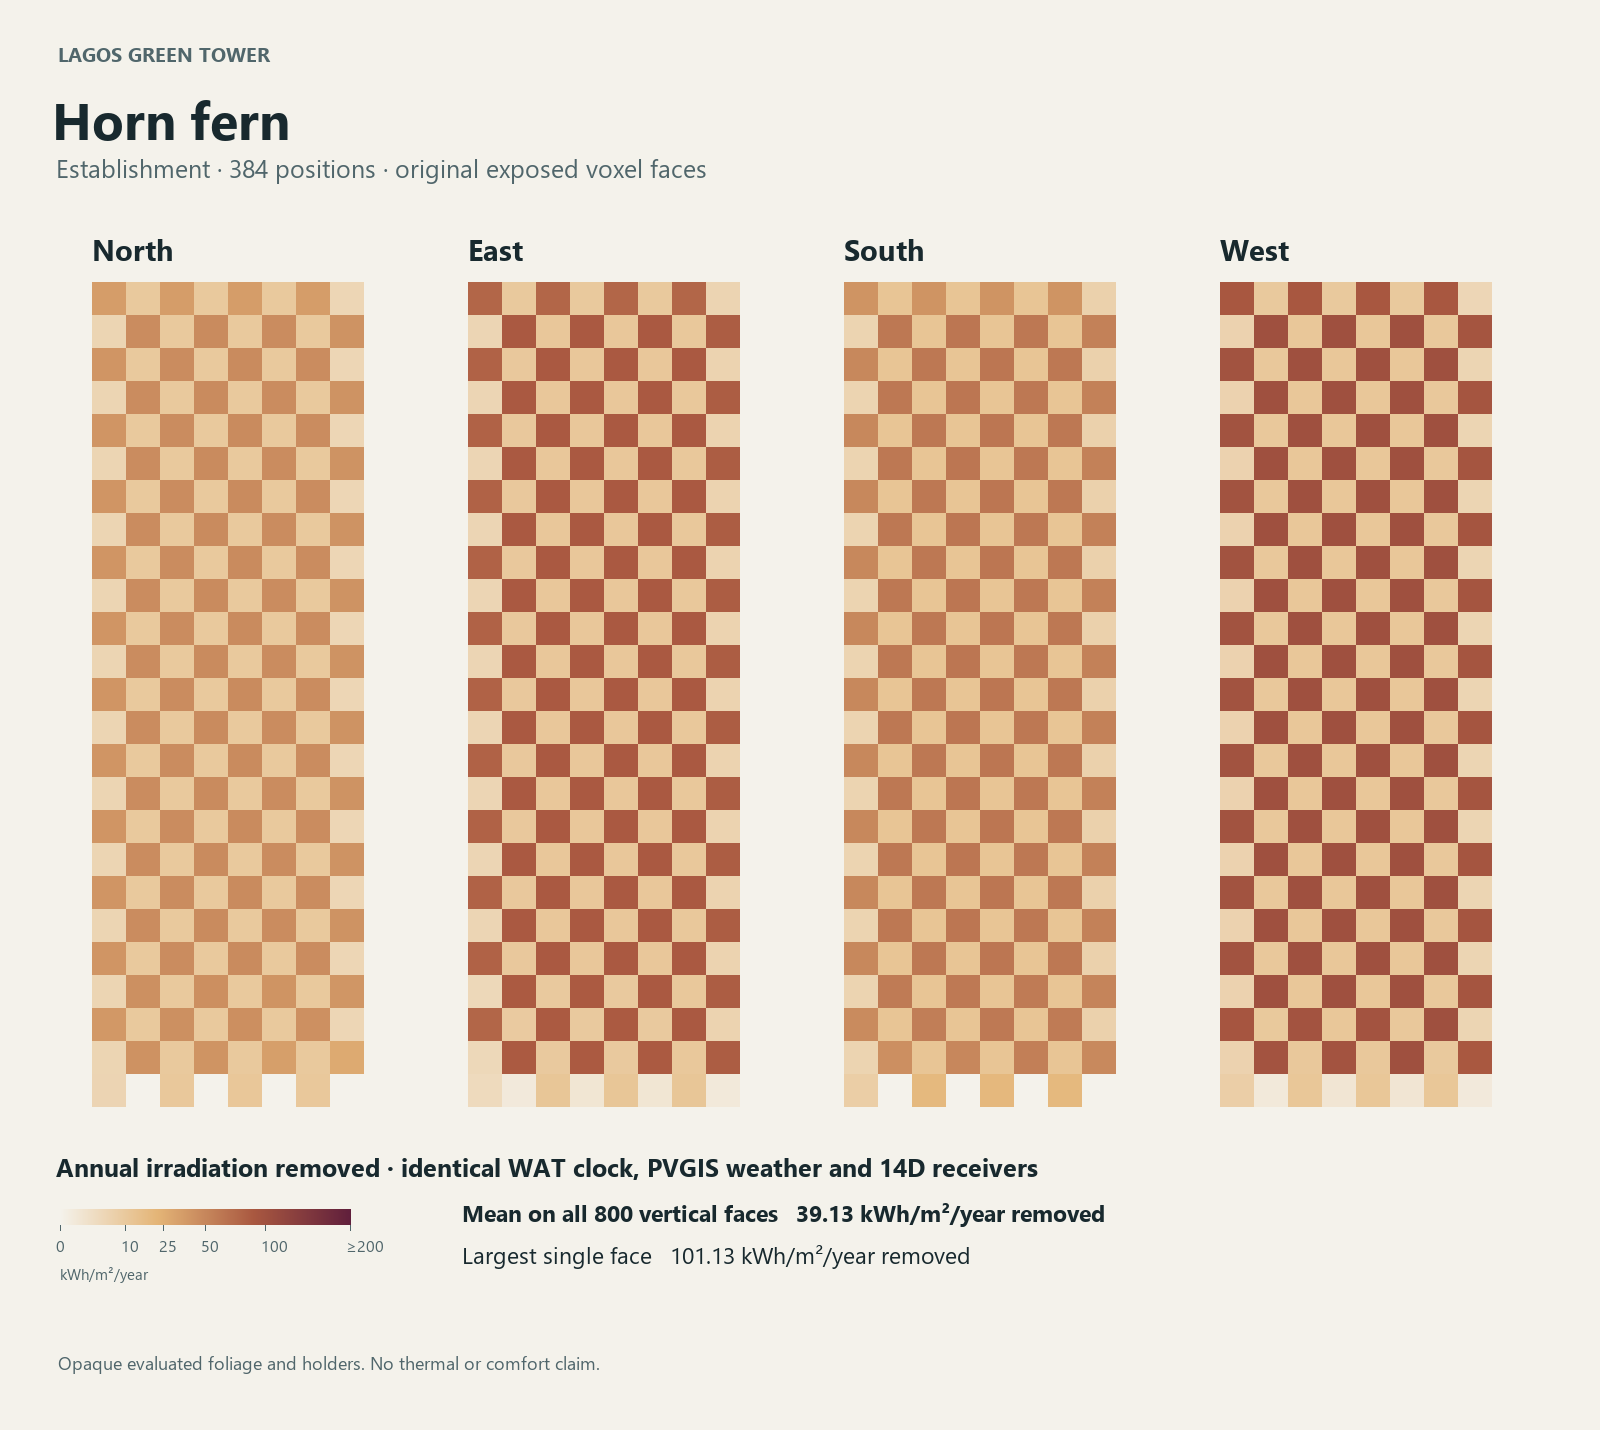 LAGOS GREEN TOWER
Horn fern
Establishment · 384 positions · original exposed voxel faces
North East South West
Annual irradiation removed · identical WAT clock, PVGIS weather and 14D receivers
Mean on all 800 vertical faces 39.13 kWh/m²/year removed
0 10 25 50 100 ≥200
kWh/m²/year
Largest single face 101.13 kWh/m²/year removed
Opaque evaluated foliage and holders. No thermal or comfort claim.